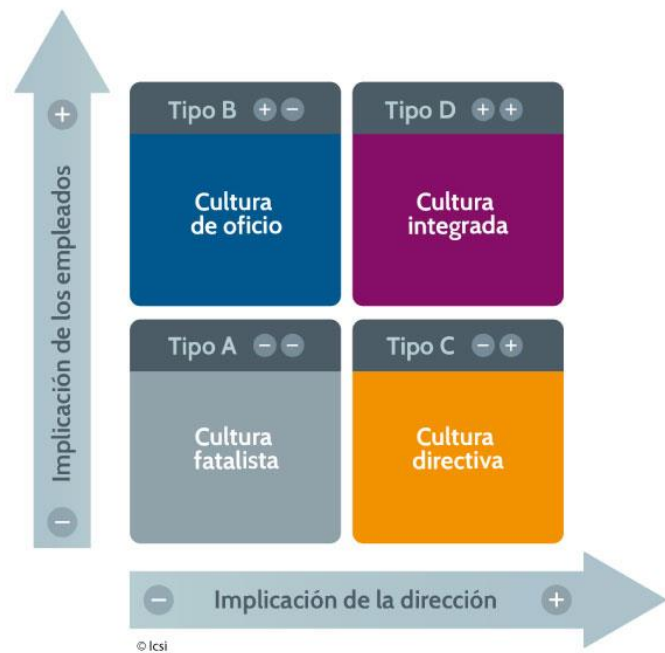 +
Implicación de los empleados
−
Tipo B + −
Cultura
de oficio
Tipo D + +
Cultura
integrada
Tipo A − −
Cultura
fatalista
Tipo C − +
Cultura
directiva
− Implicación de la dirección +
© Icsi